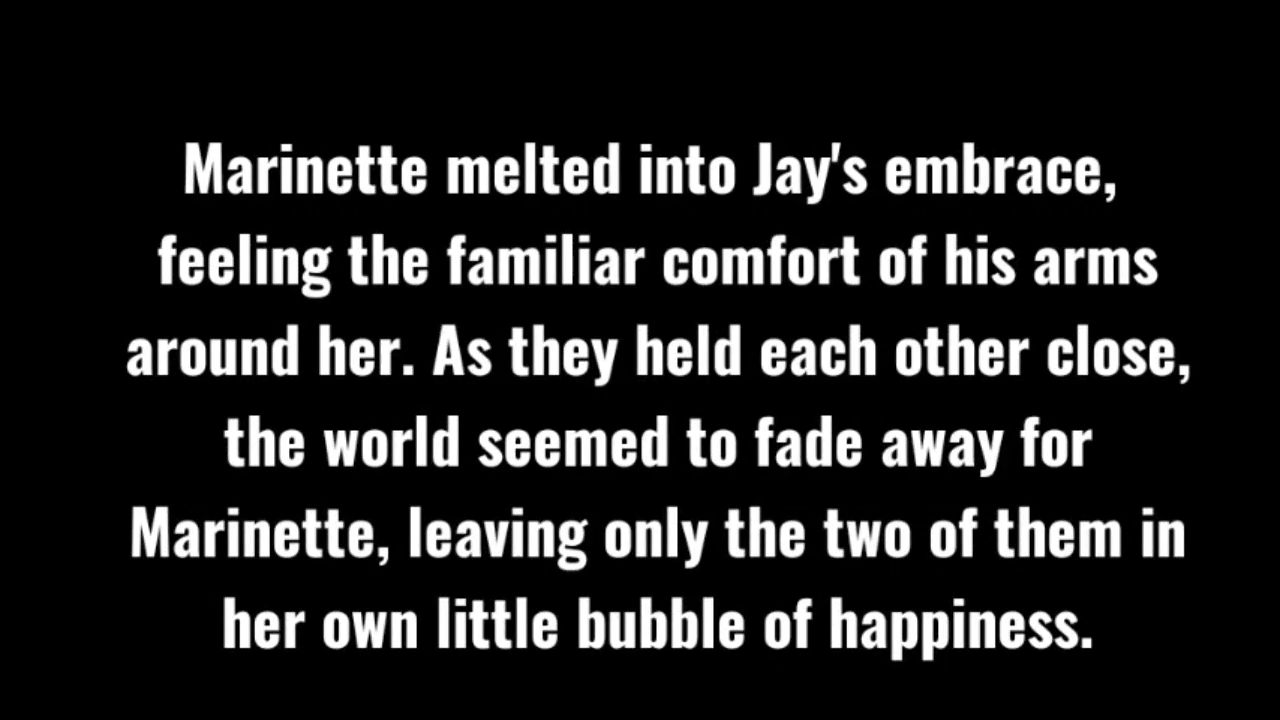 Marinette melted into Jay's embrace,
feeling the familiar comfort of his arms
around her. As they held each other close,
the world seemed to fade away for
Marinette, leaving only the two of them in
her own little bubble of happiness.